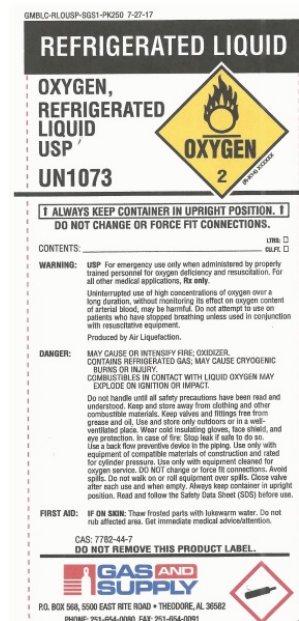 GMBLC-RLOUSP-SGS1-PK250 7-27-17
REFRIGERATED LIQUID
OXYGEN,
REFRIGERATED
LIQUID
USP
UN1073
OXYGEN
2
↑ ALWAYS KEEP CONTAINER IN UPRIGHT POSITION. ↑
DO NOT CHANGE OR FORCE FIT CONNECTIONS.
LTRS. □
CONTENTS: CU.FT. □
WARNING: USP For emergency use only when administered by properly
trained personnel for oxygen deficiency and resuscitation. For
all other medical applications, Rx only.
Uninterrupted use of high concentrations of oxygen over a
long duration, without monitoring its effect on oxygen content
of arterial blood, may be harmful. Do not attempt to use on
patients who have stopped breathing unless used in conjunction
with resuscitative equipment.
Produced by Air Liquefaction.
DANGER: MAY CAUSE OR INTENSIFY FIRE; OXIDIZER.
CONTAINS REFRIGERATED GAS; MAY CAUSE CRYOGENIC
BURNS OR INJURY.
COMBUSTIBLES IN CONTACT WITH LIQUID OXYGEN MAY
EXPLODE ON IGNITION OR IMPACT.
Do not handle until all safety precautions have been read and
understood. Keep and store away from clothing and other
combustible materials. Keep valves and fittings free from
grease and oil. Use and store only outdoors or in a well-
ventilated place. Wear cold insulating gloves, face shield, and
eye protection. In case of fire: Stop leak if safe to do so.
Use a back flow preventive device in the piping. Use only with
equipment of compatible materials of construction and rated
for cylinder pressure. Use only with equipment cleaned for
oxygen service. DO NOT change or force fit connections. Avoid
spills. Do not walk on or roll equipment over spills. Close valve
after each use and when empty. Always keep container in upright
position. Read and follow the Safety Data Sheet (SDS) before use.
FIRST AID: IF ON SKIN: Thaw frosted parts with lukewarm water. Do not
rub affected area. Get immediate medical advice/attention.
CAS: 7782-44-7
DO NOT REMOVE THIS PRODUCT LABEL.
GAS AND
SUPPLY
P.O. BOX 568, 5500 EAST RITE ROAD • THEODORE, AL 36582
PHONE: 251-654-0080 FAX: 251-654-0091